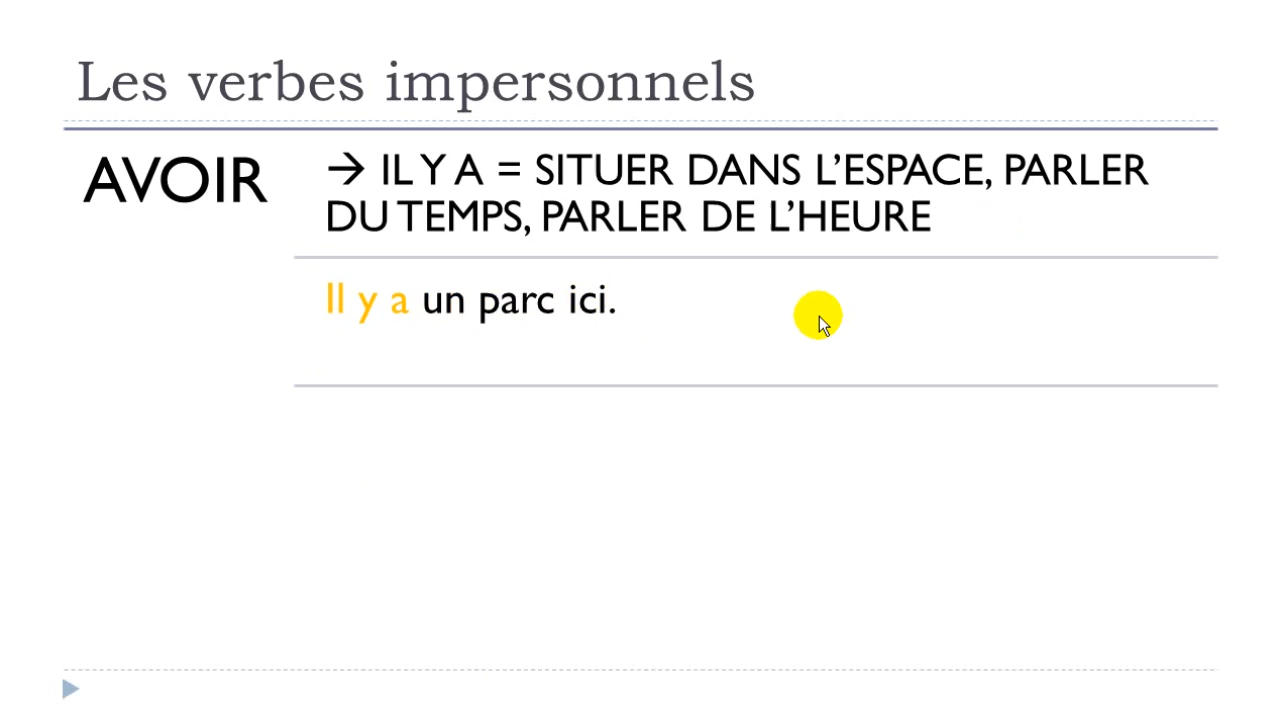 Les verbes impersonnels
AVOIR
→ IL Y A = SITUER DANS L’ESPACE, PARLER
DU TEMPS, PARLER DE L’HEURE
Il y a un parc ici.